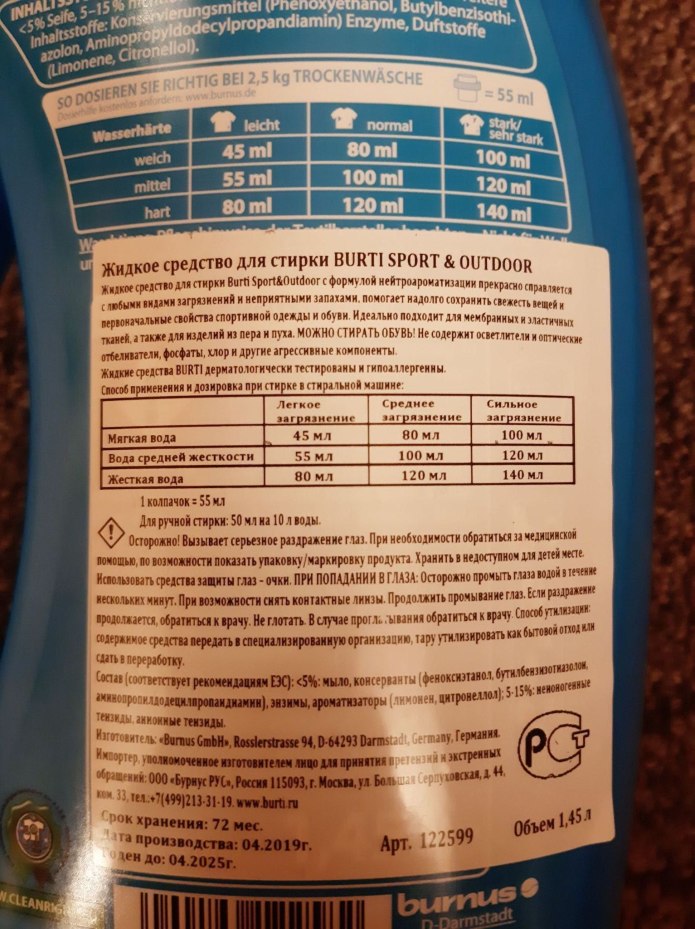 INHALTSS
<5% Seife, 5–15%
Inhaltsstoffe: Konservierungsmittel (Phenoxyethanol, Butylbenzisothi-
azolon, Aminopropyldodecylpropandiamin) Enzyme, Duftstoffe
(Limonene, Citronellol).
SO DOSIEREN SIE RICHTIG BEI 2,5 kg TROCKENWÄSCHE
Dosierhilfe kostenlos anfordern: www.burnus.de
= 55 ml
Wasserhärte leicht normal stark/
sehr stark
weich 45 ml 80 ml 100 ml
mittel 55 ml 100 ml 120 ml
hart 80 ml 120 ml 140 ml
Жидкое средство для стирки BURTI SPORT & OUTDOOR
Жидкое средство для стирки Burti Sport&Outdoor с формулой нейтроароматизации прекрасно справляется
с любыми видами загрязнений и неприятными запахами, помогает надолго сохранить свежесть вещей и
первоначальные свойства спортивной одежды и обуви. Идеально подходит для мембранных и эластичных
тканей, а также для изделий из пера и пуха. МОЖНО СТИРАТЬ ОБУВЬ! Не содержит осветлители и оптические
отбеливатели, фосфаты, хлор и другие агрессивные компоненты.
Жидкие средства BURTI дерматологически тестированы и гипоаллергенны.
Способ применения и дозировка при стирке в стиральной машине:
Легкое загрязнение Среднее загрязнение Сильное загрязнение
Мягкая вода 45 мл 80 мл 100 мл
Вода средней жесткости 55 мл 100 мл 120 мл
Жесткая вода 80 мл 120 мл 140 мл
1 колпачок = 55 мл
Для ручной стирки: 50 мл на 10 л воды.
Осторожно! Вызывает серьезное раздражение глаз. При необходимости обратиться за медицинской
помощью, по возможности показать упаковку/маркировку продукта. Хранить в недоступном для детей месте.
Использовать средства защиты глаз – очки. ПРИ ПОПАДАНИИ В ГЛАЗА: Осторожно промыть глаза водой в течение
нескольких минут. При возможности снять контактные линзы. Продолжить промывание глаз. Если раздражение
продолжается, обратиться к врачу. Не глотать. В случае прогл. :ывания обратиться к врачу. Способ утилизации:
содержимое средства передать в специализированную организацию, тару утилизировать как бытовой отход или
сдать в переработку.
Состав (соответствует рекомендациям ЕЭС): <5%: мыло, консерванты (феноксиэтанол, бутилбензизотиазолон,
аминопропилдодецилпропандиамин), энзимы, ароматизаторы (лимонен, цитронеллол); 5-15%: неионогенные
тензиды, анионные тензиды.
Изготовитель: «Burnus GmbH», Rosslerstrasse 94, D-64293 Darmstadt, Germany, Германия.
Импортер, уполномоченное изготовителем лицо для принятия претензий и экстренных
обращений: ООО «Бурнус РУС», Россия 115093, г. Москва, ул. Большая Серпуховская, д. 44,
ком. 33, тел.:+7(499)213-31-19. www.burti.ru
РСТ
Срок хранения: 72 мес.
Дата производства: 04.2019г.
Годен до: 04.2025г.
Арт. 122599
Объем 1,45 л
W.CLEANRIG
burnus
D-Darmstadt